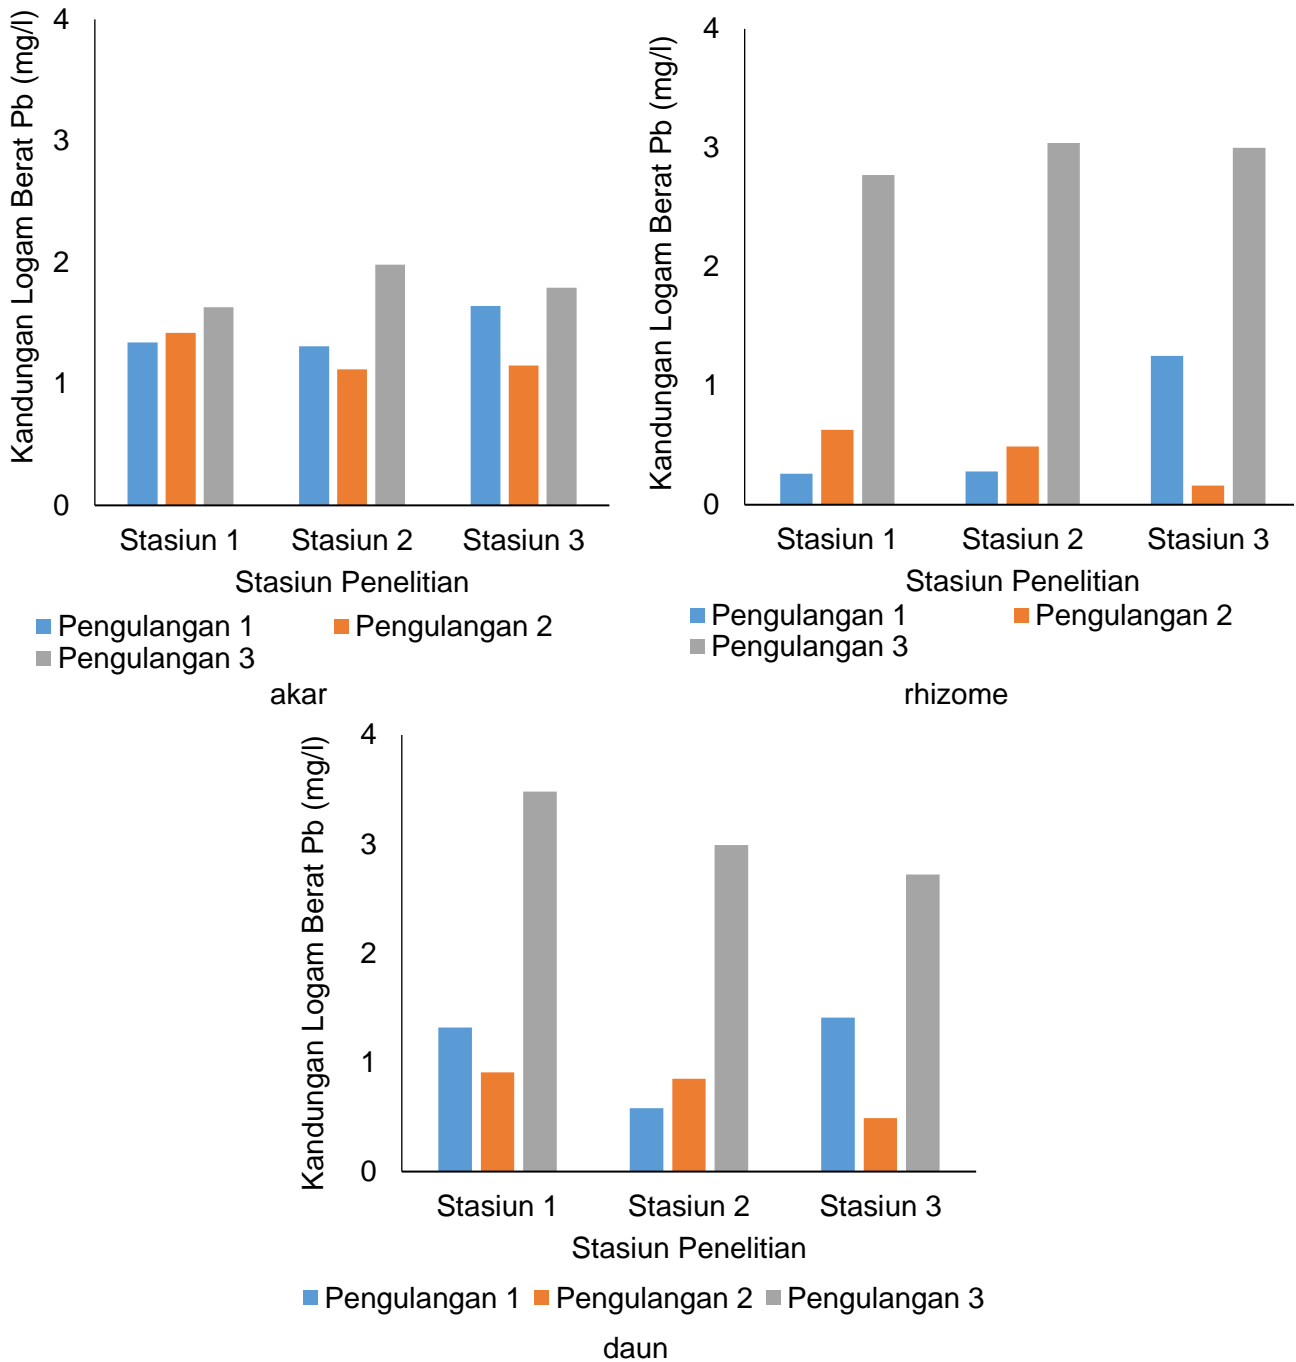 Kandungan Logam Berat Pb (mg/l)
4
3
2
1
0
Stasiun 1 Stasiun 2 Stasiun 3
Stasiun Penelitian
Pengulangan 1 Pengulangan 2
Pengulangan 3
akar
Kandungan Logam Berat Pb (mg/l)
4
3
2
1
0
Stasiun 1 Stasiun 2 Stasiun 3
Stasiun Penelitian
Pengulangan 1 Pengulangan 2
Pengulangan 3
rhizome
Kandungan Logam Berat Pb (mg/l)
4
3
2
1
0
Stasiun 1 Stasiun 2 Stasiun 3
Stasiun Penelitian
Pengulangan 1 Pengulangan 2 Pengulangan 3
daun